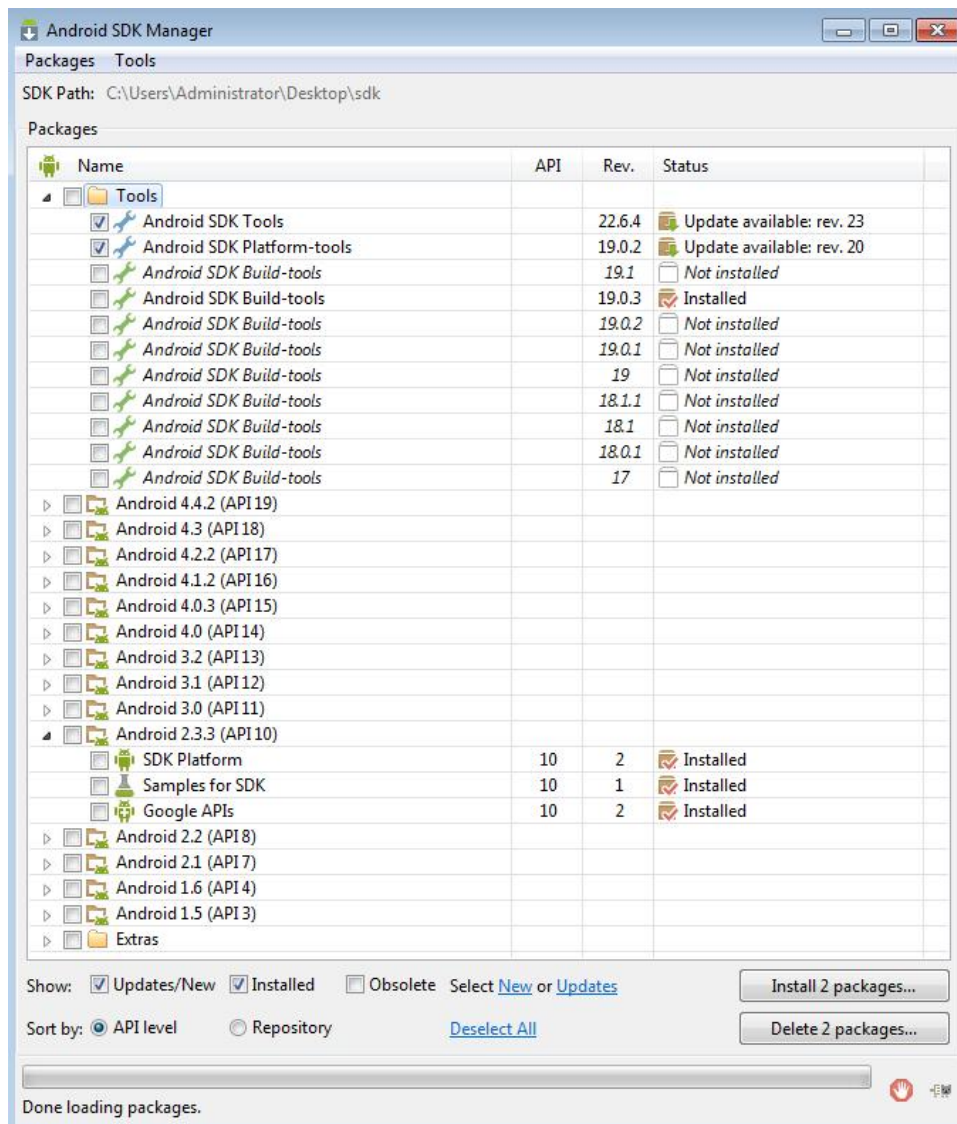 Android SDK Manager
Packages Tools
SDK Path: C:\Users\Administrator\Desktop\sdk
Packages
Name API Rev. Status
Tools
Android SDK Tools 22.6.4 Update available: rev. 23
Android SDK Platform-tools 19.0.2 Update available: rev. 20
Android SDK Build-tools 19.1 Not installed
Android SDK Build-tools 19.0.3 Installed
Android SDK Build-tools 19.0.2 Not installed
Android SDK Build-tools 19.0.1 Not installed
Android SDK Build-tools 19 Not installed
Android SDK Build-tools 18.1.1 Not installed
Android SDK Build-tools 18.1 Not installed
Android SDK Build-tools 18.0.1 Not installed
Android SDK Build-tools 17 Not installed
Android 4.4.2 (API 19)
Android 4.3 (API 18)
Android 4.2.2 (API 17)
Android 4.1.2 (API 16)
Android 4.0.3 (API 15)
Android 4.0 (API 14)
Android 3.2 (API 13)
Android 3.1 (API 12)
Android 3.0 (API 11)
Android 2.3.3 (API 10)
SDK Platform 10 2 Installed
Samples for SDK 10 1 Installed
Google APIs 10 2 Installed
Android 2.2 (API 8)
Android 2.1 (API 7)
Android 1.6 (API 4)
Android 1.5 (API 3)
Extras
Show: Updates/New Installed Obsolete Select New or Updates Install 2 packages...
Sort by: API level Repository Deselect All Delete 2 packages...
Done loading packages.